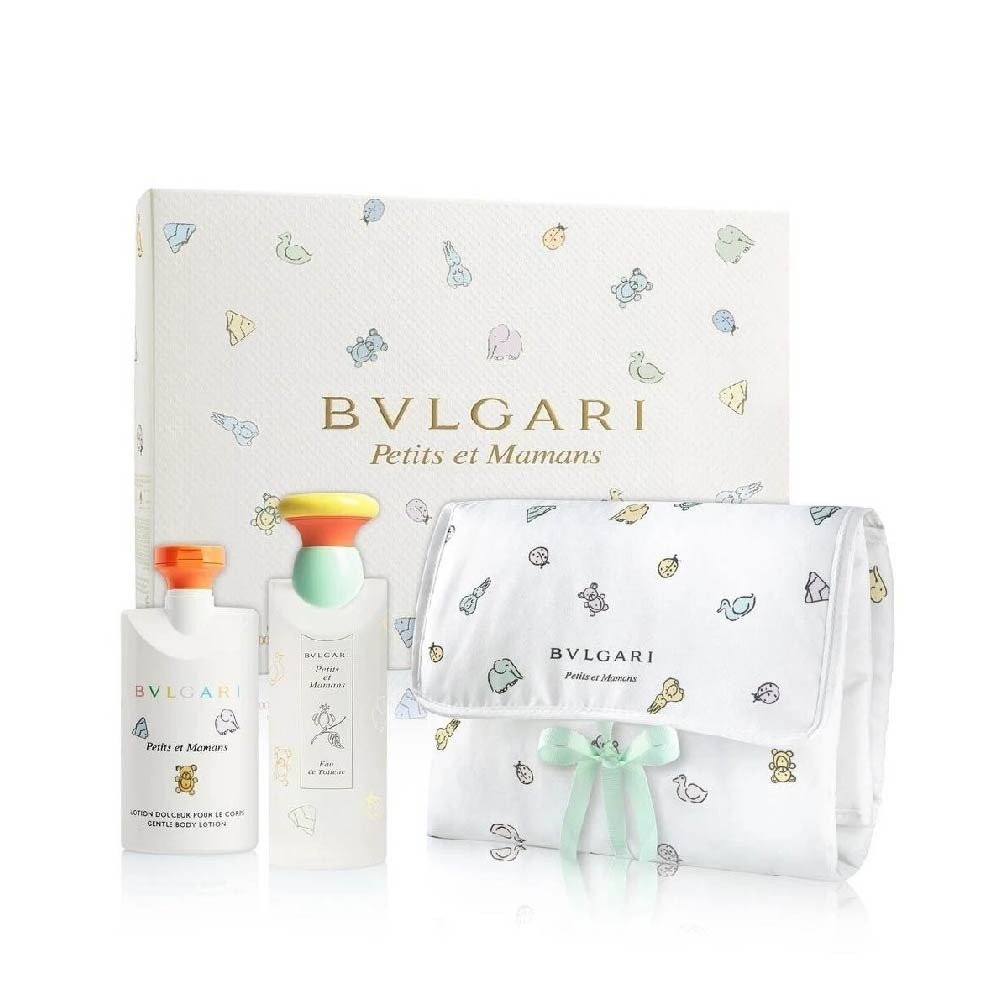 BVLGARI
Petits et Mamans
BVLGARI
Petits et Mamans
LOTION DOUCEUR POUR LE CORPS
GENTLE BODY LOTION
BVLGARI
Petits
et
Mamans
Eau
de Toilette
BVLGARI
Petits et Mamans